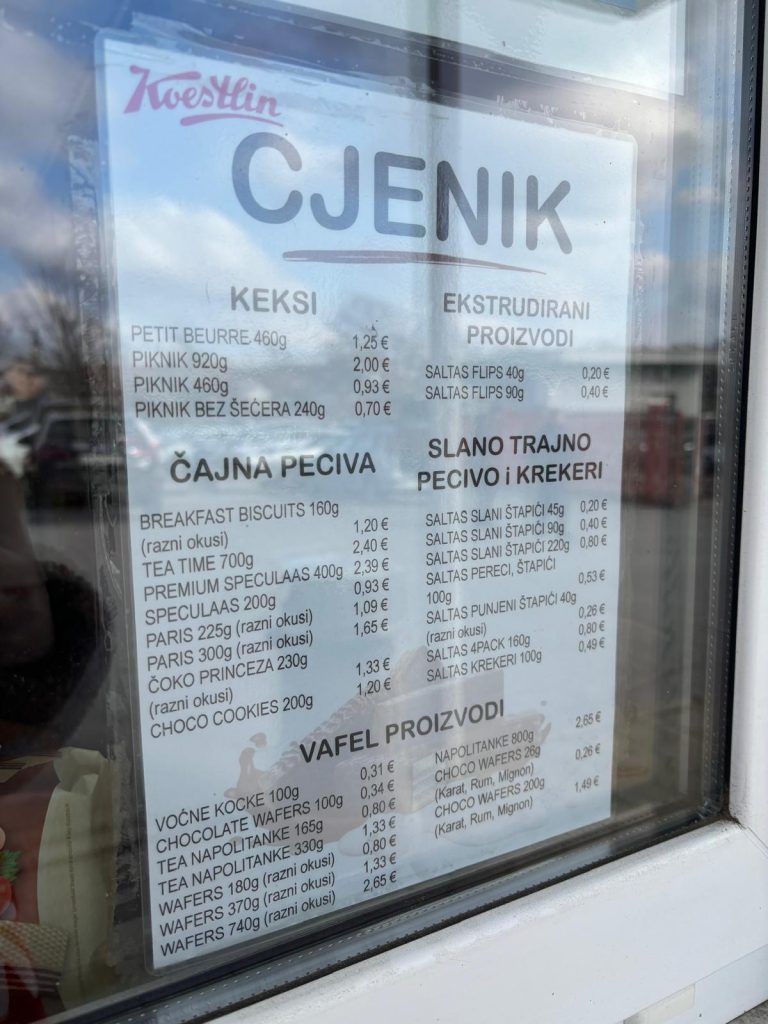 Koestlin
CJENIK
KEKSI
PETIT BEURRE 460g 1,25 €
PIKNIK 920g 2,00 €
PIKNIK 460g 0,93 €
PIKNIK BEZ ŠEĆERA 240g 0,70 €
EKSTRUDIRANI
PROIZVODI
SALTAS FLIPS 40g 0,20 €
SALTAS FLIPS 90g 0,40 €
ČAJNA PECIVA
BREAKFAST BISCUITS 160g
(razni okusi) 1,20 €
TEA TIME 700g 2,40 €
PREMIUM SPECULAAS 400g 2,39 €
SPECULAAS 200g 0,93 €
PARIS 225g (razni okusi) 1,09 €
PARIS 300g (razni okusi) 1,65 €
ČOKO PRINCEZA 230g
(razni okusi) 1,33 €
CHOCO COOKIES 200g 1,20 €
SLANO TRAJNO
PECIVO i KREKERI
SALTAS SLANI ŠTAPIĆI 45g 0,20 €
SALTAS SLANI ŠTAPIĆI 90g 0,40 €
SALTAS SLANI ŠTAPIĆI 220g 0,80 €
SALTAS PERECI, ŠTAPIĆI
100g 0,53 €
SALTAS PUNJENI ŠTAPIĆI 40g
(razni okusi) 0,26 €
SALTAS 4PACK 160g 0,80 €
SALTAS KREKERI 100g 0,49 €
VAFEL PROIZVODI
VOĆNE KOCKE 100g 0,31 €
CHOCOLATE WAFERS 100g 0,34 €
TEA NAPOLITANKE 165g 0,80 €
TEA NAPOLITANKE 330g 1,33 €
WAFERS 180g (razni okusi) 0,80 €
WAFERS 370g (razni okusi) 1,33 €
WAFERS 740g (razni okusi) 2,65 €
NAPOLITANKE 800g 2,65 €
CHOCO WAFERS 26g 0,26 €
(Karat, Rum, Mignon)
CHOCO WAFERS 200g 1,49 €
(Karat, Rum, Mignon)